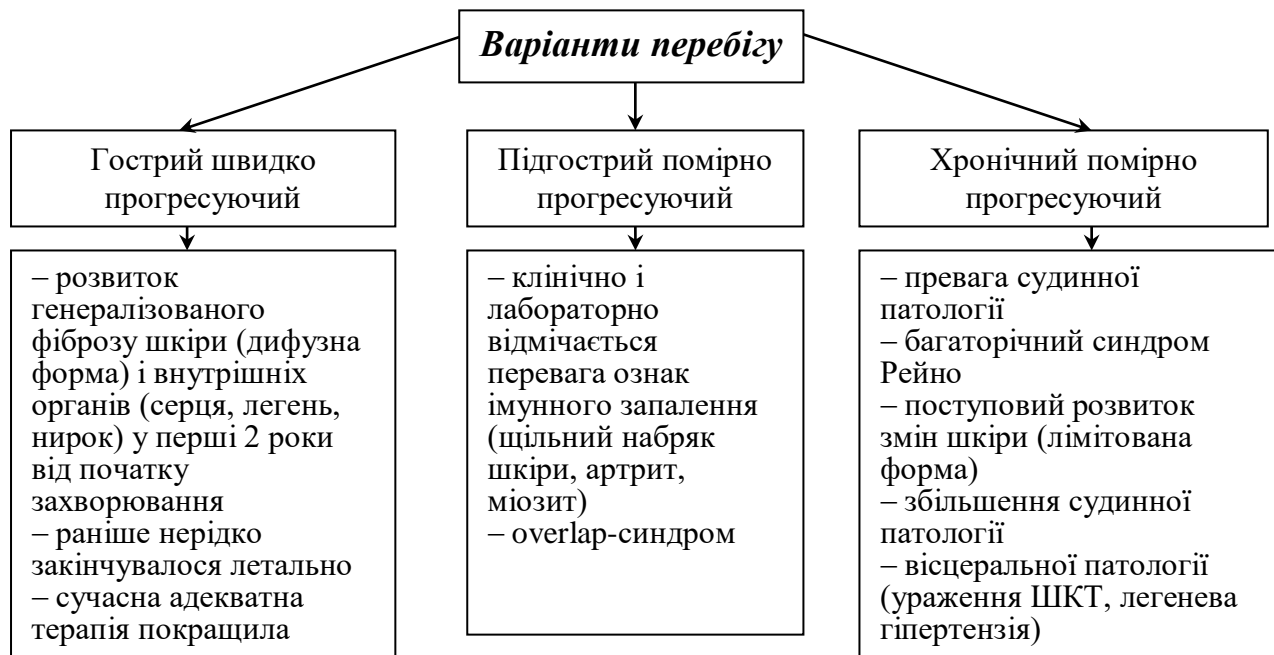 Варіанти перебігу
Гострий швидко
прогресуючий
– розвиток
генералізованого
фіброзу шкіри (дифузна
форма) і внутрішніх
органів (серця, легень,
нирок) у перші 2 роки
від початку
захворювання
– раніше нерідко
закінчувалося летально
– сучасна адекватна
терапія покращила
Підгострий помірно
прогресуючий
– клінічно і
лабораторно
відмічається
перевага ознак
імунного запалення
(щільний набряк
шкіри, артрит,
міозит)
– overlap-синдром
Хронічний помірно
прогресуючий
– превага судинної
патології
– багаторічний синдром
Рейно
– поступовий розвиток
змін шкіри (лімітована
форма)
– збільшення судинної
патології
– вісцеральної патології
(ураження ШКТ, легенева
гіпертензія)